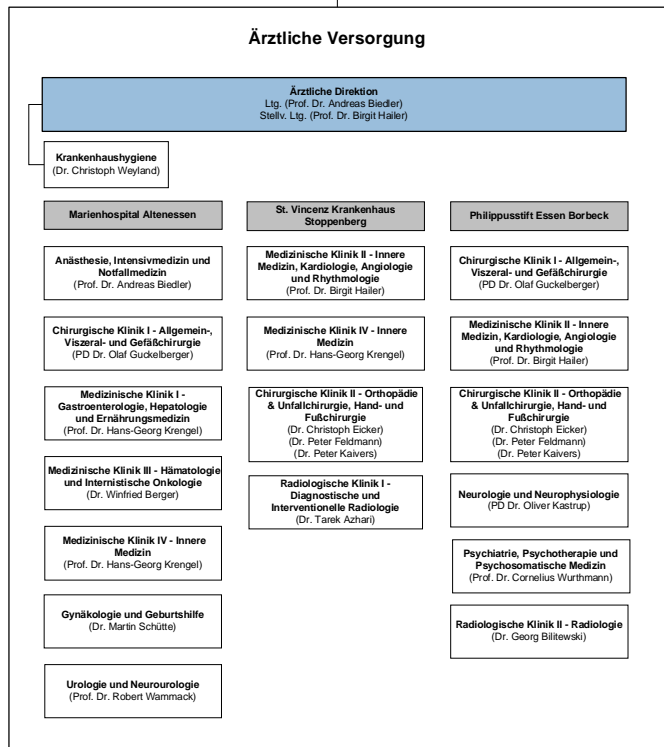 Ärztliche Versorgung
Ärztliche Direktion
Ltg. (Prof. Dr. Andreas Biedler)
Stellv. Ltg. (Prof. Dr. Birgit Hailer)
Krankenhaushygiene
(Dr. Christoph Weyland)
Marienhospital Altenessen
Anästhesie, Intensivmedizin und
Notfallmedizin
(Prof. Dr. Andreas Biedler)
Chirurgische Klinik I - Allgemein-,
Viszeral- und Gefäßchirurgie
(PD Dr. Olaf Guckelberger)
Medizinische Klinik I -
Gastroenterologie, Hepatologie
und Ernährungsmedizin
(Prof. Dr. Hans-Georg Krengel)
Medizinische Klinik III - Hämatologie
und Internistische Onkologie
(Dr. Winfried Berger)
Medizinische Klinik IV - Innere
Medizin
(Prof. Dr. Hans-Georg Krengel)
Gynäkologie und Geburtshilfe
(Dr. Martin Schütte)
Urologie und Neurourologie
(Prof. Dr. Robert Wammack)
St. Vincenz Krankenhaus
Stoppenberg
Medizinische Klinik II - Innere
Medizin, Kardiologie, Angiologie
und Rhythmologie
(Prof. Dr. Birgit Hailer)
Medizinische Klinik IV - Innere
Medizin
(Prof. Dr. Hans-Georg Krengel)
Chirurgische Klinik II - Orthopädie
& Unfallchirurgie, Hand- und
Fußchirurgie
(Dr. Christoph Eicker)
(Dr. Peter Feldmann)
(Dr. Peter Kaivers)
Radiologische Klinik I -
Diagnostische und
Interventionelle Radiologie
(Dr. Tarek Azhari)
Philippusstift Essen Borbeck
Chirurgische Klinik I - Allgemein-,
Viszeral- und Gefäßchirurgie
(PD Dr. Olaf Guckelberger)
Medizinische Klinik II - Innere
Medizin, Kardiologie, Angiologie
und Rhythmologie
(Prof. Dr. Birgit Hailer)
Chirurgische Klinik II - Orthopädie
& Unfallchirurgie, Hand- und
Fußchirurgie
(Dr. Christoph Eicker)
(Dr. Peter Feldmann)
(Dr. Peter Kaivers)
Neurologie und Neurophysiologie
(PD Dr. Oliver Kastrup)
Psychiatrie, Psychotherapie und
Psychosomatische Medizin
(Prof. Dr. Cornelius Wurthmann)
Radiologische Klinik II - Radiologie
(Dr. Georg Bilitewski)